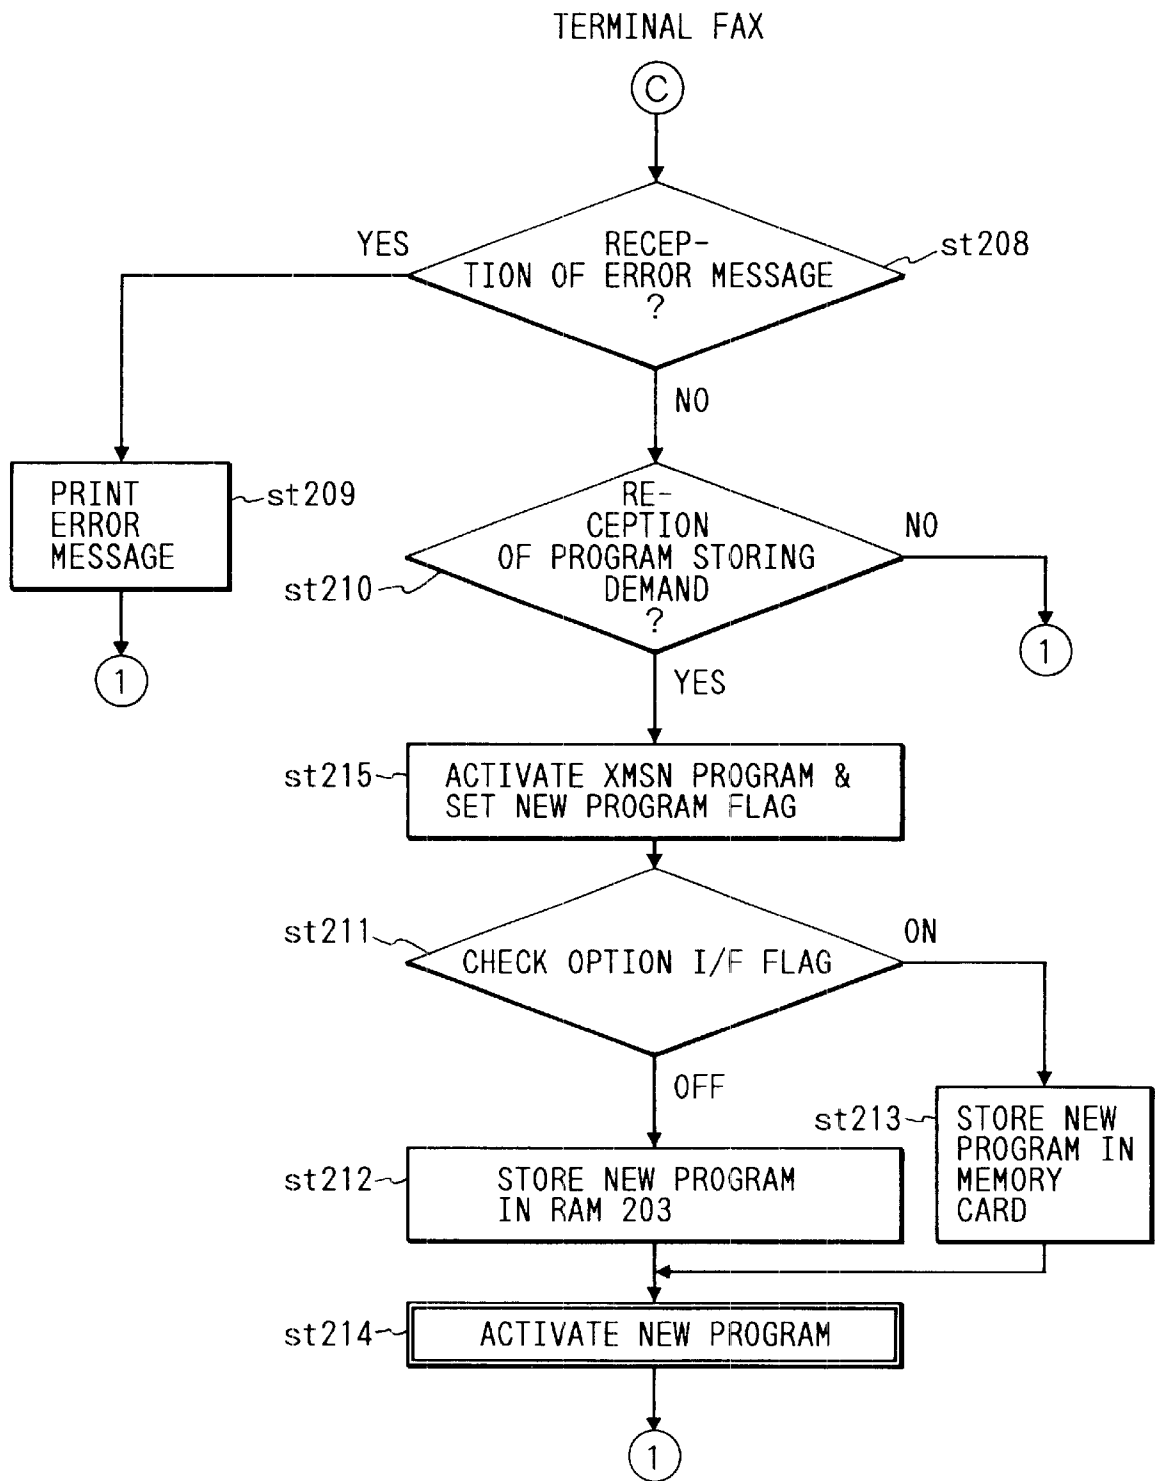 TERMINAL FAX
C
RECEP-
TION OF ERROR MESSAGE
?
st208
YES
NO
PRINT
ERROR
MESSAGE
st209
1
RE-
CEPTION
OF PROGRAM STORING
DEMAND
?
st210
NO
1
YES
st215
ACTIVATE XMSN PROGRAM &
SET NEW PROGRAM FLAG
st211
CHECK OPTION I/F FLAG
ON
OFF
st213
STORE NEW
PROGRAM IN
MEMORY
CARD
st212
STORE NEW PROGRAM
IN RAM 203
st214
ACTIVATE NEW PROGRAM
1